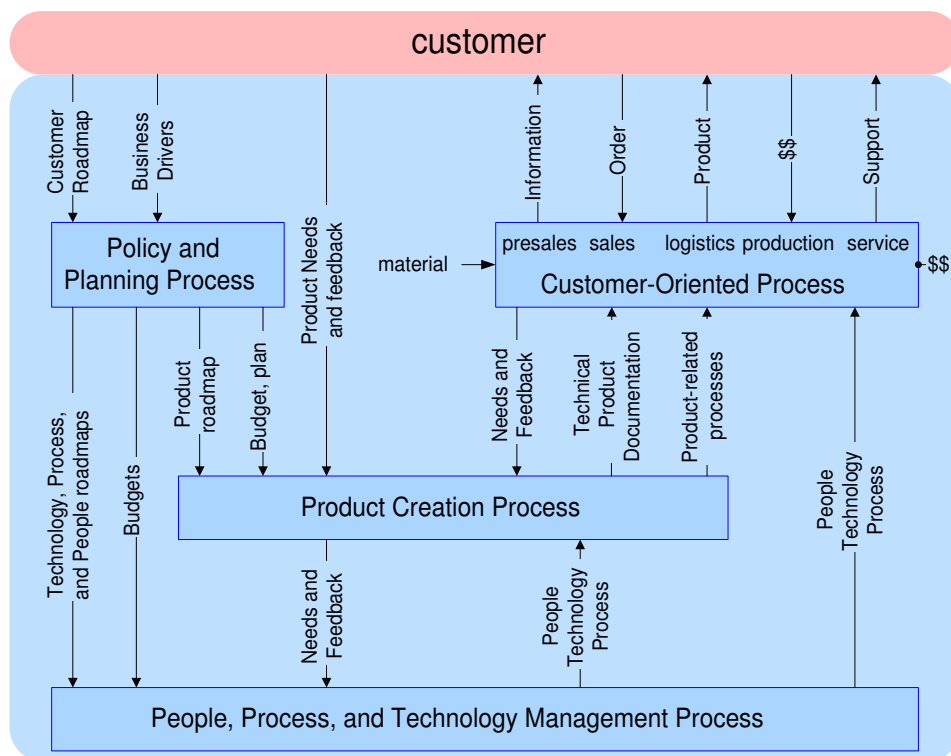 customer
Customer
Roadmap
Business
Drivers
Product Needs
and feedback
Information
Order
Product
$$
Support
Policy and
Planning Process
presales sales logistics production service
material
Customer-Oriented Process
$$
Technology, Process,
and People roadmaps
Budgets
Product
roadmap
Budget, plan
Needs and
Feedback
Technical
Product
Documentation
Product-related
processes
People
Technology
Process
Product Creation Process
Needs and
Feedback
People
Technology
Process
People, Process, and Technology Management Process